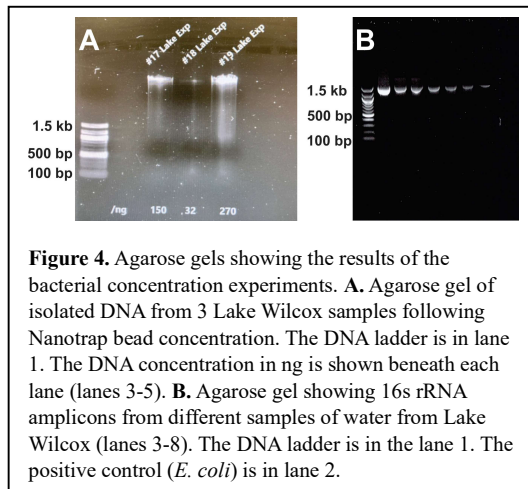 A
#17 Lake Exp
#18 Lake Exp
#19 Lake Exp
1.5 kb
500 bp
100 bp
/ng 150 32 270
B
1.5 kb
500 bp
100 bp
Figure 4. Agarose gels showing the results of the
bacterial concentration experiments. A. Agarose gel of
isolated DNA from 3 Lake Wilcox samples following
Nanotrap bead concentration. The DNA ladder is in lane
1. The DNA concentration in ng is shown beneath each
lane (lanes 3-5). B. Agarose gel showing 16s rRNA
amplicons from different samples of water from Lake
Wilcox (lanes 3-8). The DNA ladder is in the lane 1. The
positive control (E. coli) is in lane 2.